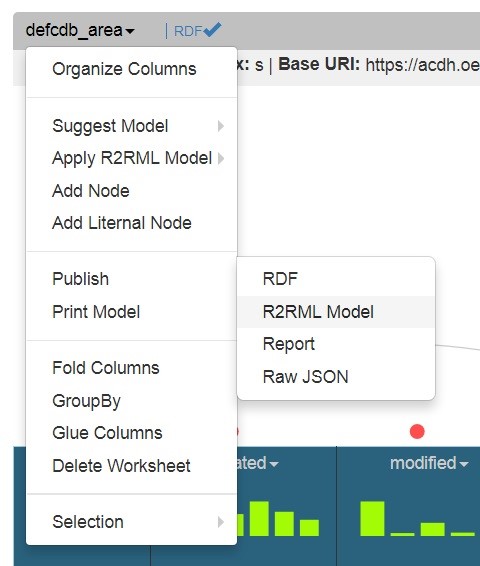 defcdb_area
| RDF
x: s | Base URI: https://acdh.oe
Organize Columns
Suggest Model
Apply R2RML Model
Add Node
Add Liternal Node
Publish
Print Model
RDF
R2RML Model
Report
Raw JSON
Fold Columns
GroupBy
Glue Columns
Delete Worksheet
Selection
ated
modified